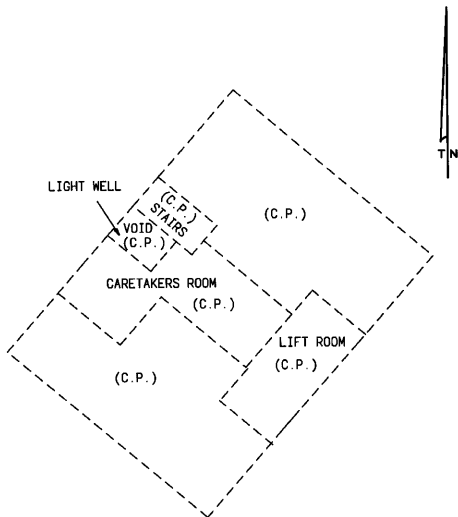 T N
LIGHT WELL
(C.P.)
STAIRS
VOID
(C.P.)
(C.P.)
CARETAKERS ROOM
(C.P.)
LIFT ROOM
(C.P.)
(C.P.)